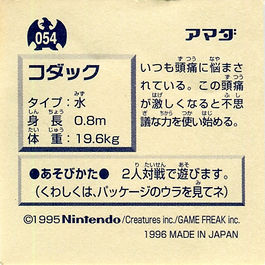 054
アマダ
コダック
タイプ：水
身長 0.8m
体重：19.6kg
いつも頭痛に悩まさ
れている。この頭痛
が激しくなると不思
議な力を使い始める。
●あそびかた● 2人対戦で遊びます。
（くわしくは、パッケージのウラを見てネ）
©1995 Nintendo/Creatures inc./GAME FREAK inc.
1996 MADE IN JAPAN